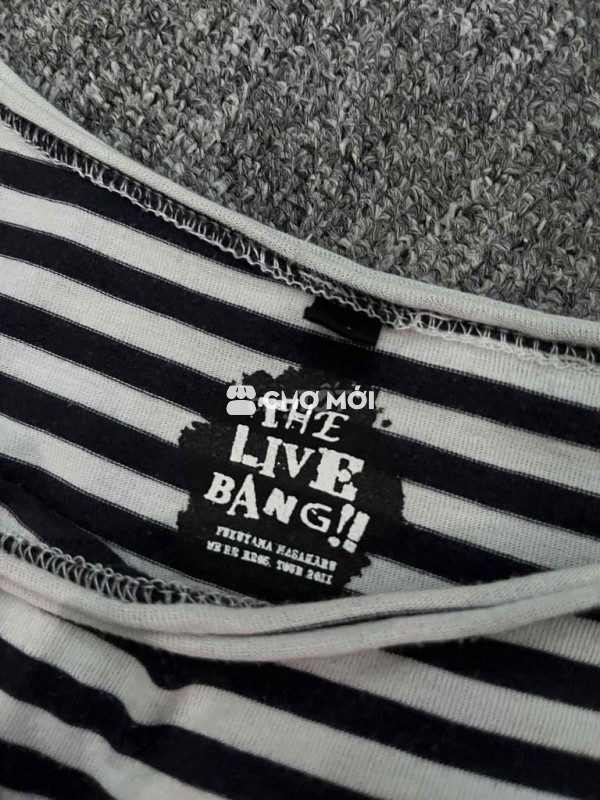 CHỢ MỚI
THE
LIVE
BANG!!
FUKUYAMA MASAHARU
WE'RE BROS. TOUR 2011